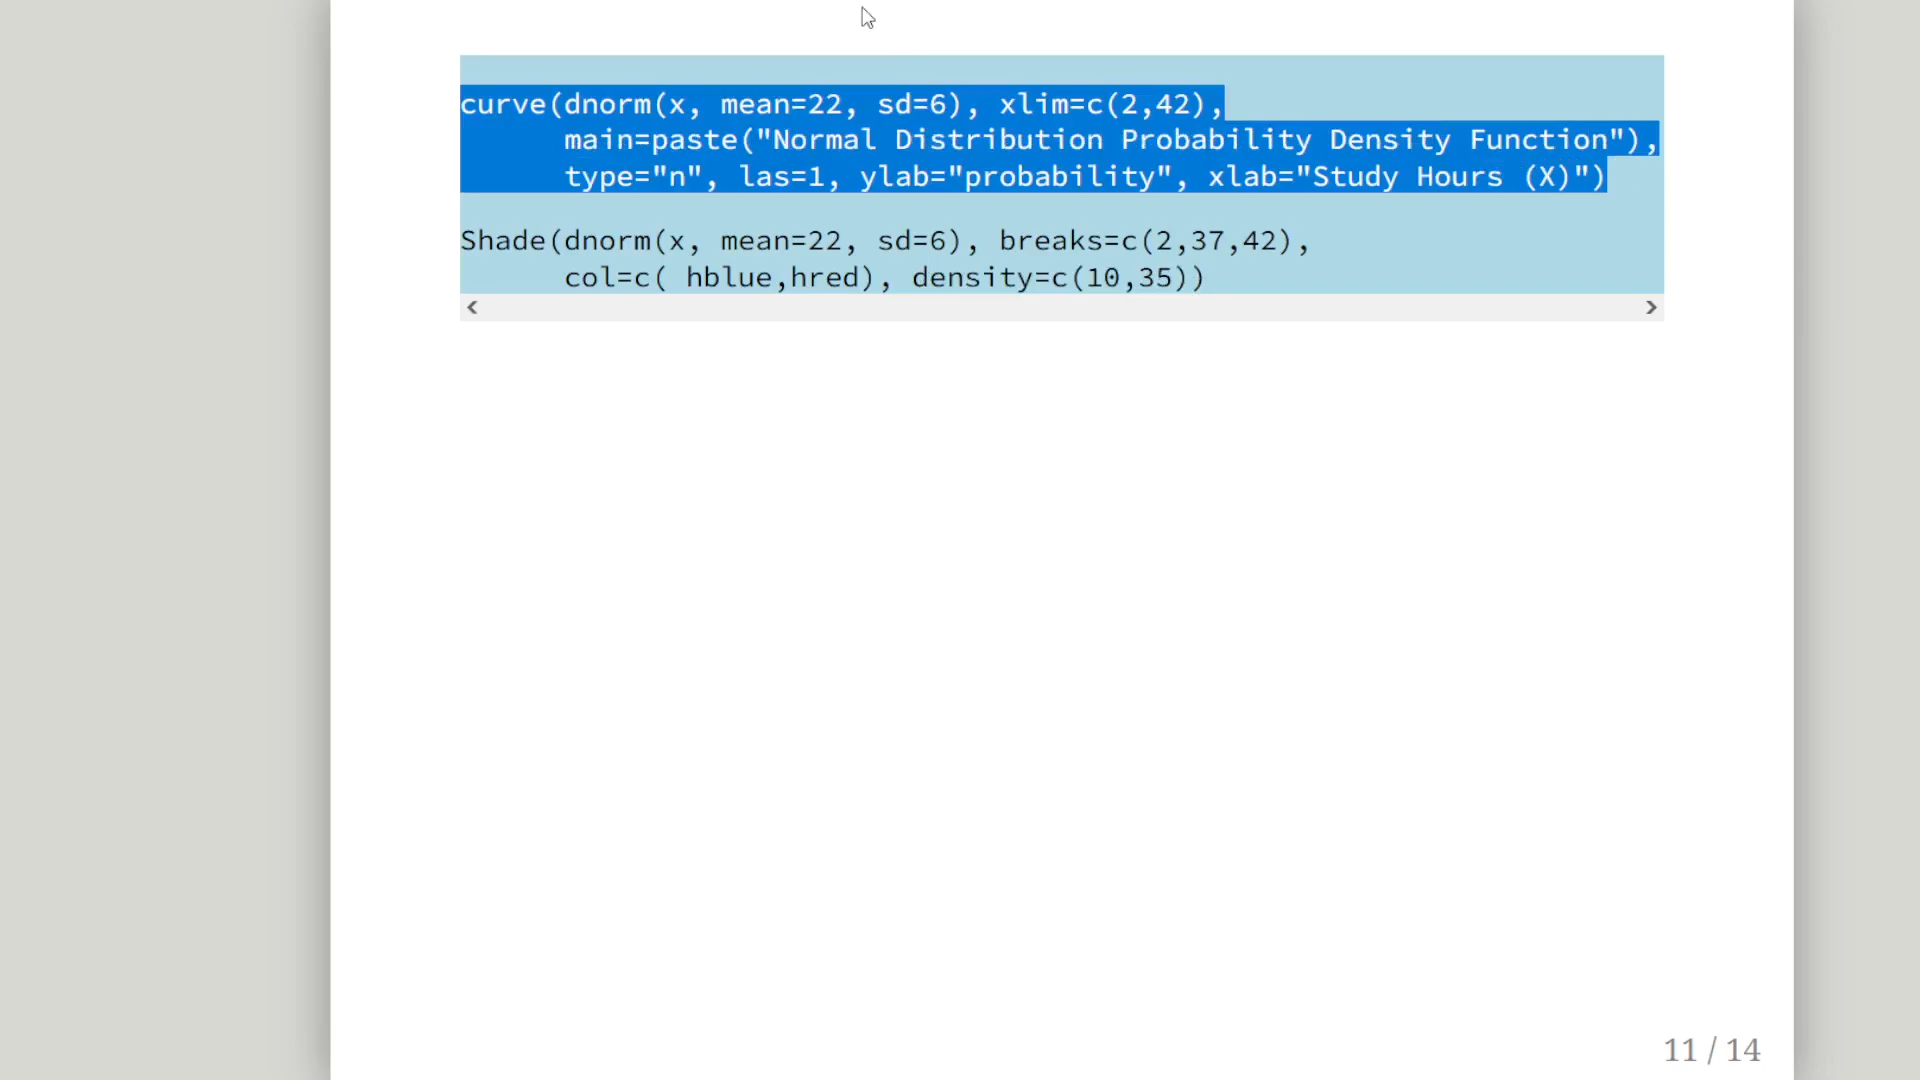 curve(dnorm(x, mean=22, sd=6), xlim=c(2,42),
      main=paste("Normal Distribution Probability Density Function"),
      type="n", las=1, ylab="probability", xlab="Study Hours (X)")
Shade(dnorm(x, mean=22, sd=6), breaks=c(2,37,42),
      col=c( hblue,hred), density=c(10,35))
11 / 14